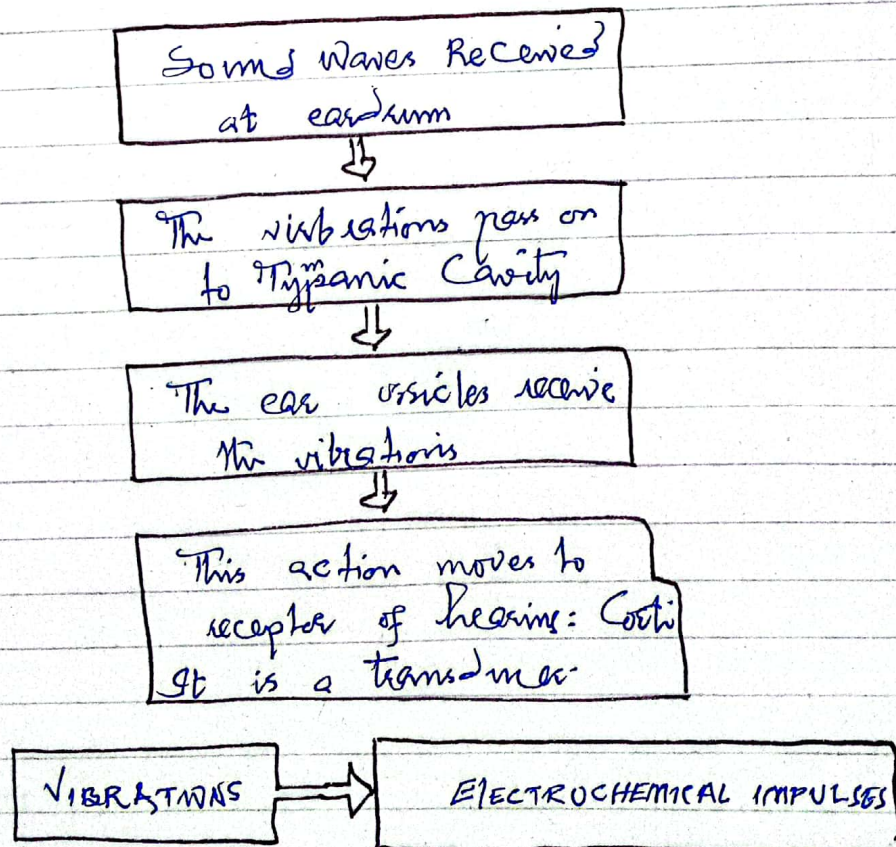 Sound Waves Received
at eardrum
The vibrations pass on
to Tympanic Cavity
The ear ossicles receive
the vibrations
This action moves to
receptor of hearing: Corti
It is a transducer.
VIBRATIONS
ELECTROCHEMICAL IMPULSES